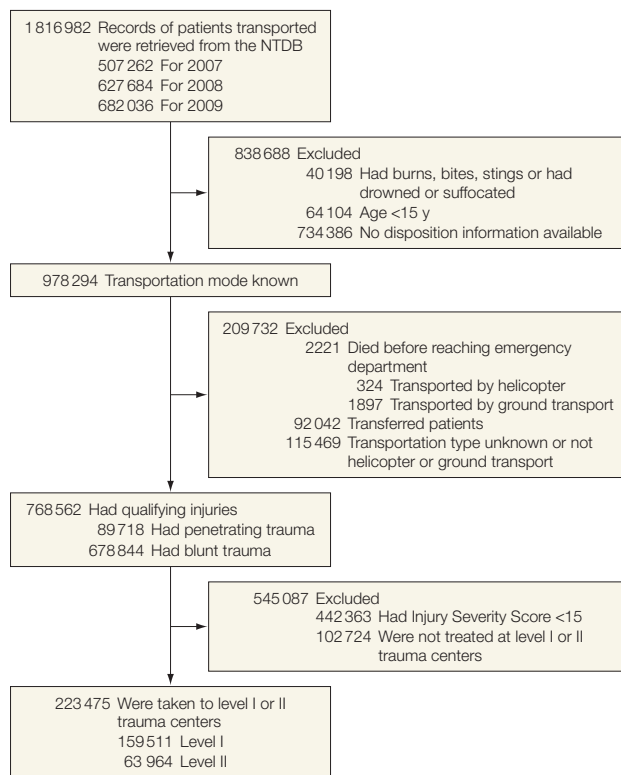 1 816 982 Records of patients transported
were retrieved from the NTDB
507 262 For 2007
627 684 For 2008
682 036 For 2009
838 688 Excluded
40 198 Had burns, bites, stings or had
drowned or suffocated
64 104 Age <15 y
734 386 No disposition information available
978 294 Transportation mode known
209 732 Excluded
2221 Died before reaching emergency
department
324 Transported by helicopter
1897 Transported by ground transport
92 042 Transferred patients
115 469 Transportation type unknown or not
helicopter or ground transport
768 562 Had qualifying injuries
89 718 Had penetrating trauma
678 844 Had blunt trauma
545 087 Excluded
442 363 Had Injury Severity Score <15
102 724 Were not treated at level I or II
trauma centers
223 475 Were taken to level I or II
trauma centers
159 511 Level I
63 964 Level II